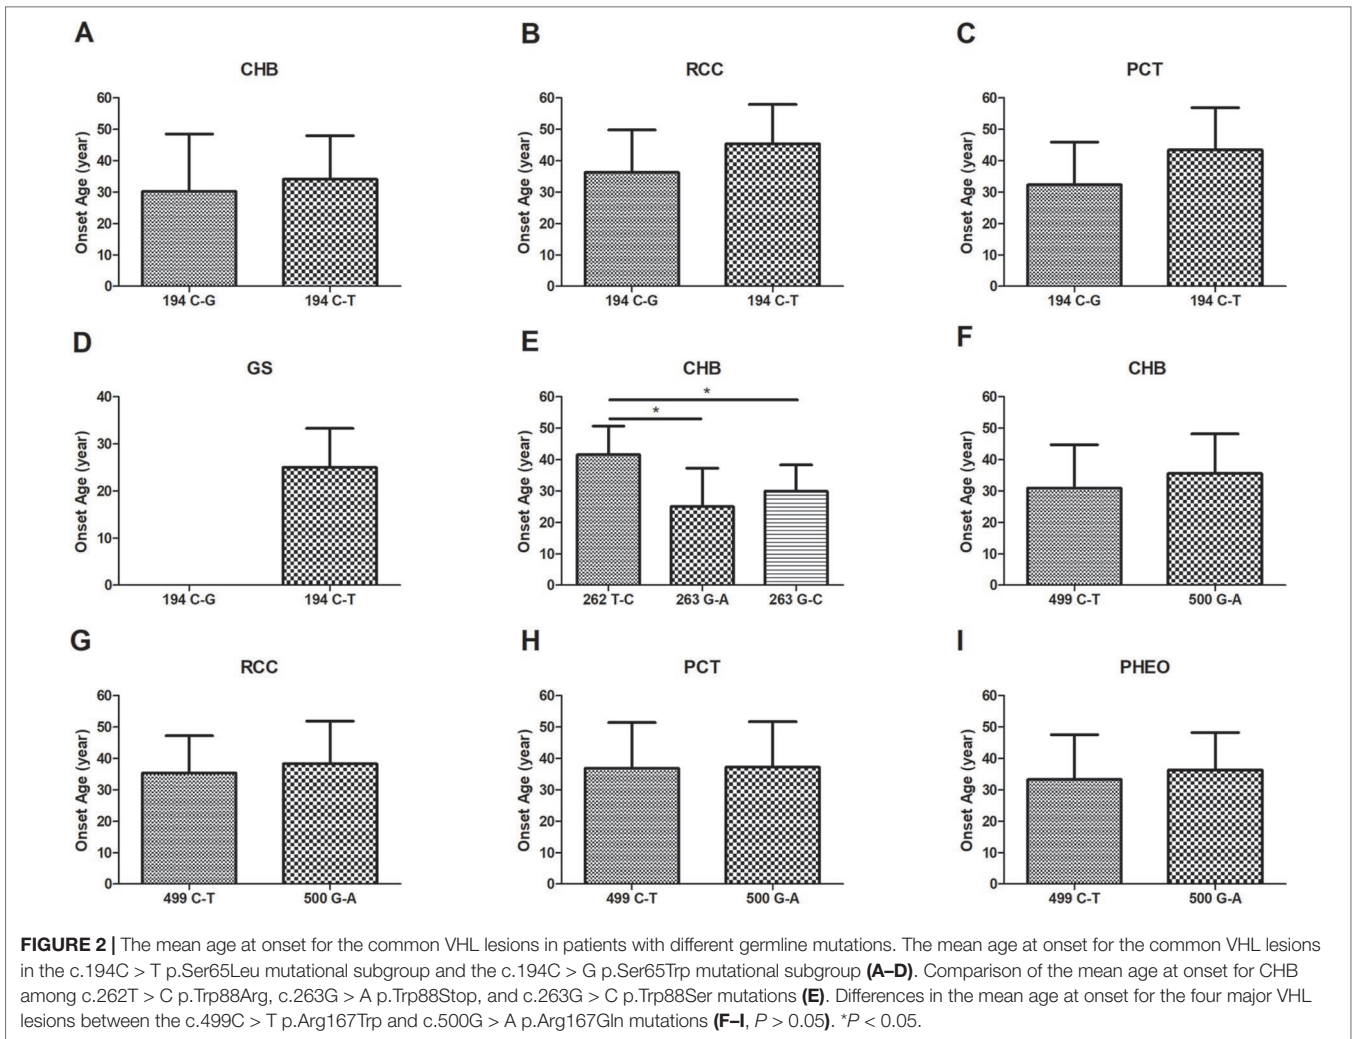 A
CHB
Onset Age (year)
60
50
40
30
20
10
0
194 C-G
194 C-T
B
RCC
Onset Age (year)
60
50
40
30
20
10
0
194 C-G
194 C-T
C
PCT
Onset Age (year)
60
50
40
30
20
10
0
194 C-G
194 C-T
D
GS
Onset Age (year)
40
30
20
10
0
194 C-G
194 C-T
E
CHB
Onset Age (year)
60
50
40
30
20
10
0
*
*
262 T-C
263 G-A
263 G-C
F
CHB
Onset Age (year)
60
50
40
30
20
10
0
499 C-T
500 G-A
G
RCC
Onset Age (year)
60
50
40
30
20
10
0
499 C-T
500 G-A
H
PCT
Onset Age (year)
60
50
40
30
20
10
0
499 C-T
500 G-A
I
PHEO
Onset Age (year)
60
50
40
30
20
10
0
499 C-T
500 G-A
FIGURE 2 | The mean age at onset for the common VHL lesions in patients with different germline mutations. The mean age at onset for the common VHL lesions
in the c.194C > T p.Ser65Leu mutational subgroup and the c.194C > G p.Ser65Trp mutational subgroup (A–D). Comparison of the mean age at onset for CHB
among c.262T > C p.Trp88Arg, c.263G > A p.Trp88Stop, and c.263G > C p.Trp88Ser mutations (E). Differences in the mean age at onset for the four major VHL
lesions between the c.499C > T p.Arg167Trp and c.500G > A p.Arg167Gln mutations (F–I, P > 0.05). *P < 0.05.